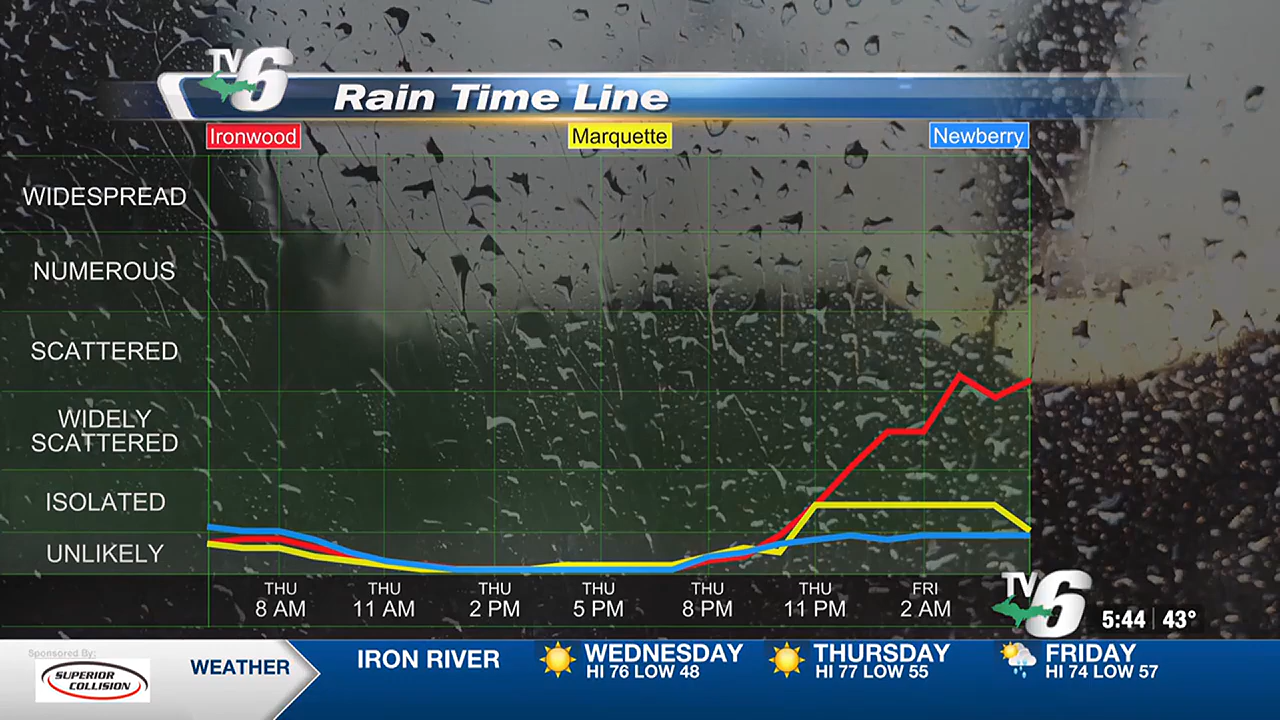 TV6
Rain Time Line
Ironwood
Marquette
Newberry
WIDESPREAD
NUMEROUS
SCATTERED
WIDELY
SCATTERED
ISOLATED
UNLIKELY
THU
8 AM
THU
11 AM
THU
2 PM
THU
5 PM
THU
8 PM
THU
11 PM
FRI
2 AM
TV6
5:44 43°
Sponsored By:
SUPERIOR
COLLISION
WEATHER
IRON RIVER
WEDNESDAY
HI 76 LOW 48
THURSDAY
HI 77 LOW 55
FRIDAY
HI 74 LOW 57